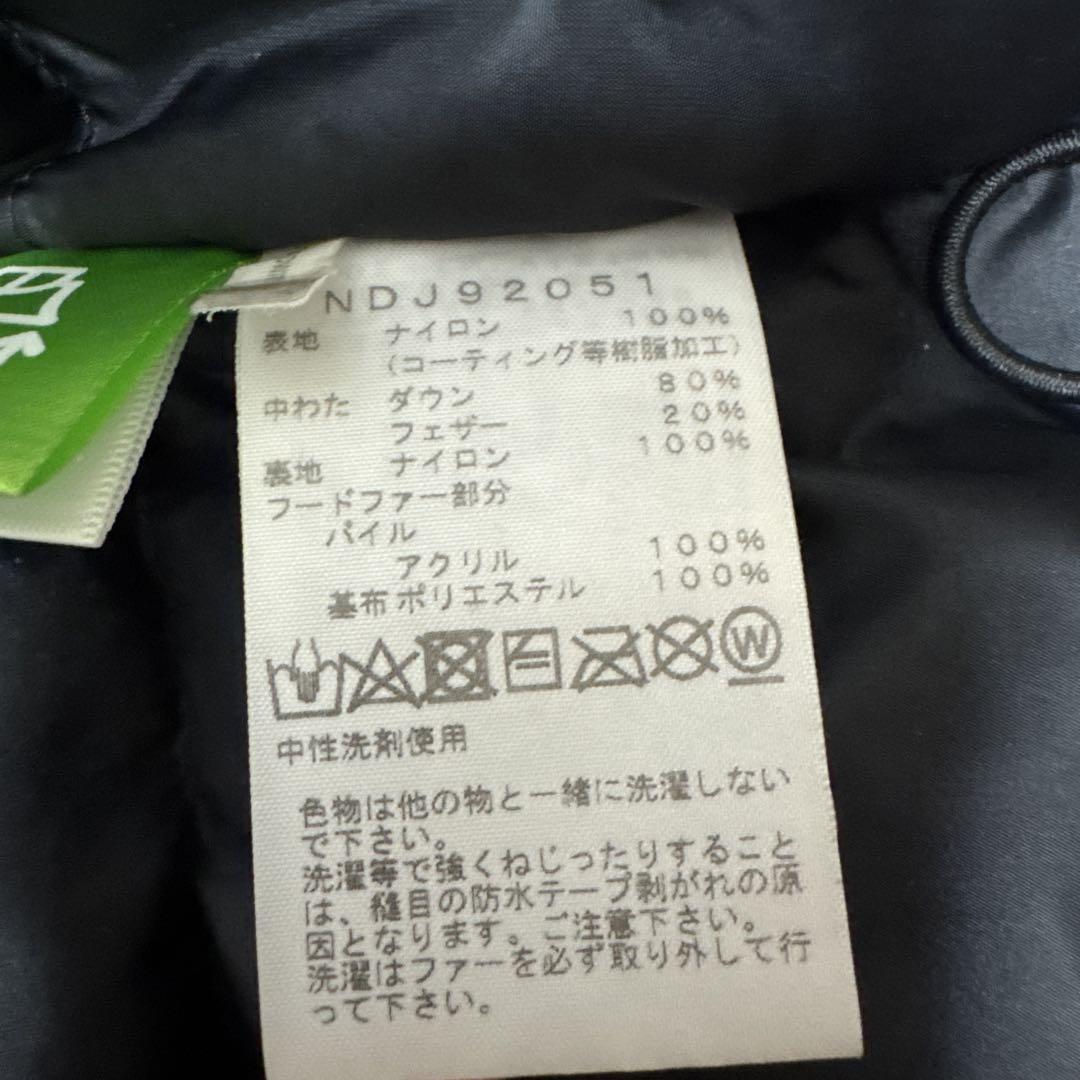 NDJ92051
表地 ナイロン 100%
(コーティング等樹脂加工)
中わた ダウン 80%
フェザー 20%
裏地 ナイロン 100%
フードファー部分
パイル
アクリル 100%
基布 ポリエステル 100%
W
中性洗剤使用
色物は他の物と一緒に洗濯しない
で下さい。
洗濯等で強くねじったりすること
は、縫目の防水テープ剥がれの原
因となります。ご注意下さい。
洗濯はファーを必ず取り外して行
って下さい。